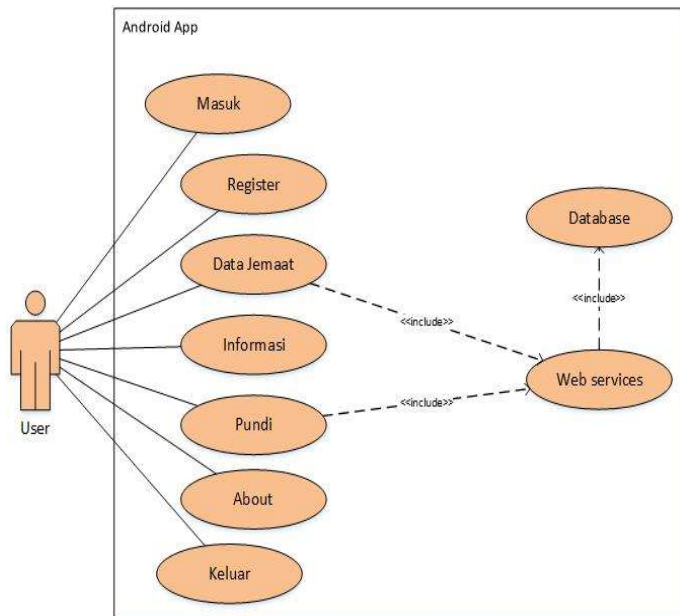 Android App
Masuk
Register
Database
Data Jemaat
<<include>>
<<include>>
Informasi
Web services
<<include>>
Pundi
User
About
Keluar